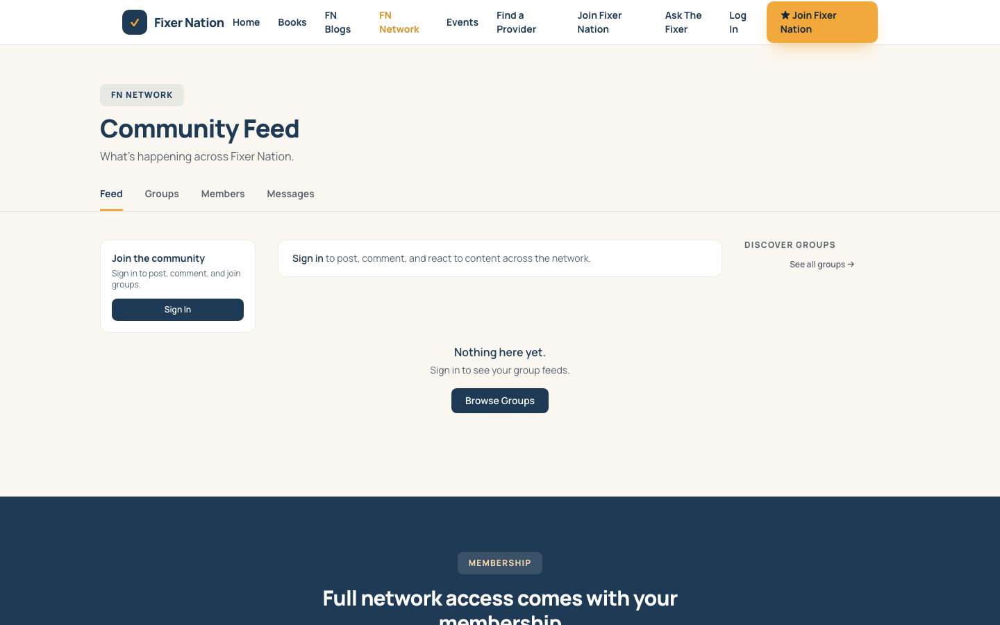 Fixer Nation
Home
Books
FN
Blogs
FN
Network
Events
Find a
Provider
Join Fixer
Nation
Ask The
Fixer
Log
In
★ Join Fixer
Nation
FN NETWORK
Community Feed
What's happening across Fixer Nation.
Feed
Groups
Members
Messages
Join the community
Sign in to post, comment, and join
groups.
Sign In
Sign in to post, comment, and react to content across the network.
DISCOVER GROUPS
See all groups →
Nothing here yet.
Sign in to see your group feeds.
Browse Groups
MEMBERSHIP
Full network access comes with your
membership